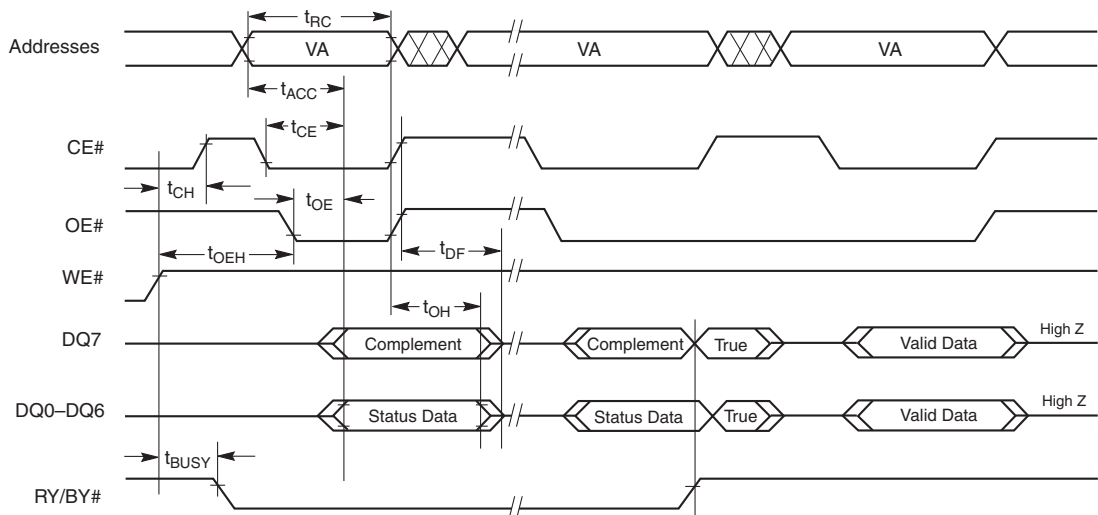 tRC
Addresses VA VA VA
tACC
tCE
CE#
tCH tOE
OE#
tOEH tDF
WE#
tOH
DQ7 Complement Complement True Valid Data High Z
DQ0–DQ6 Status Data Status Data True Valid Data High Z
tBUSY
RY/BY#